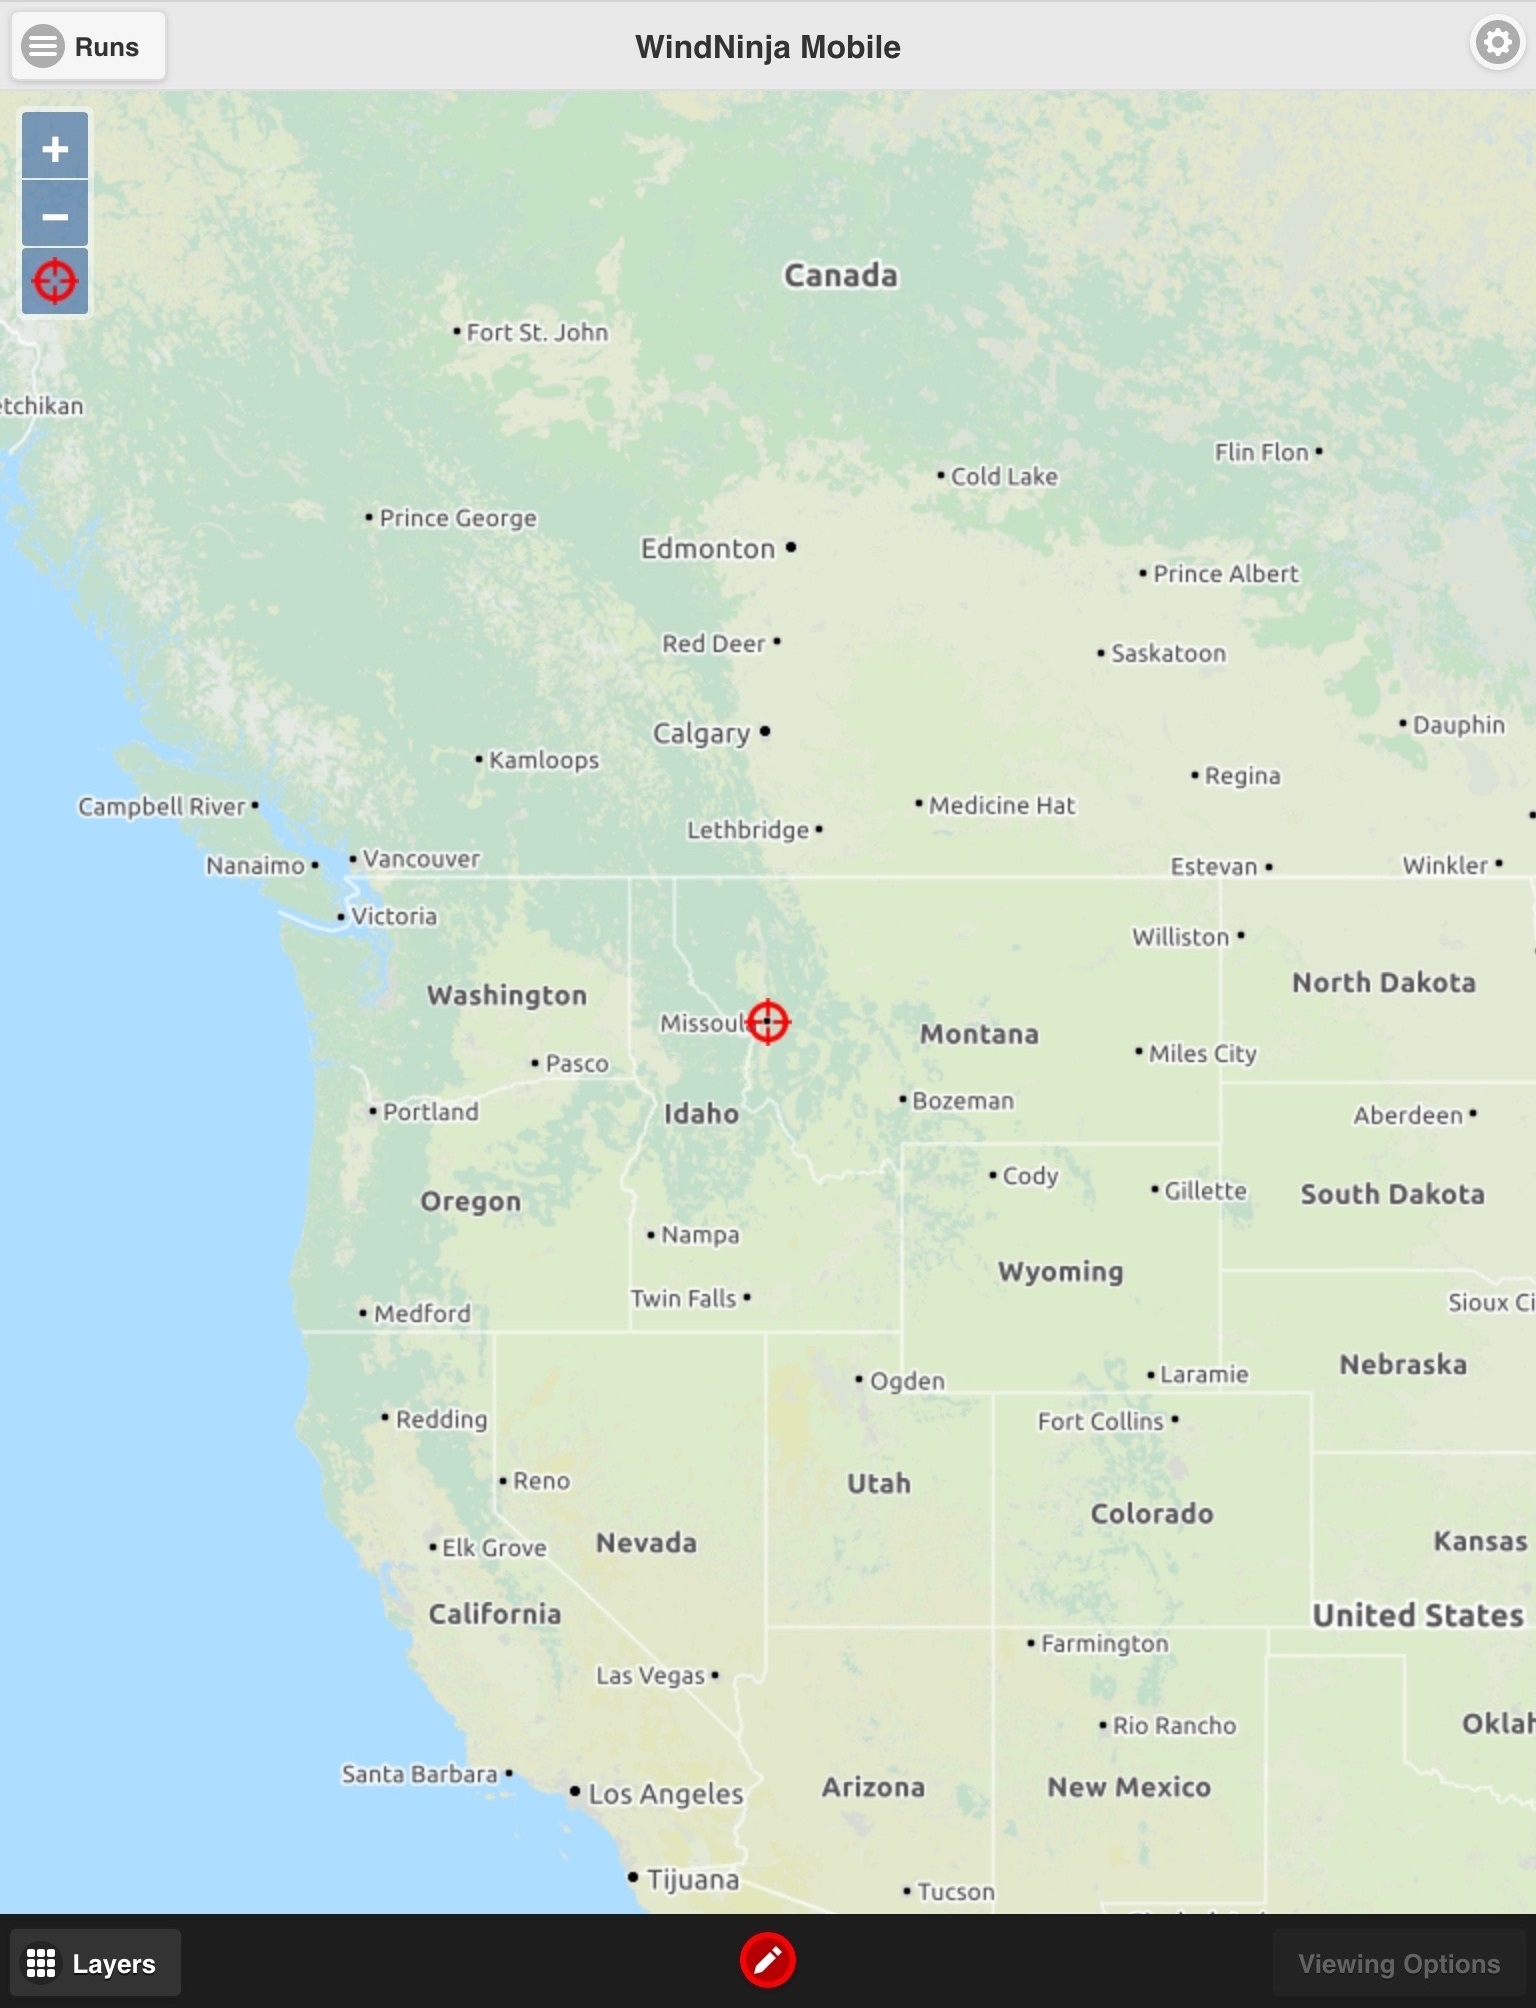 Runs
WindNinja Mobile
+
−
Canada
Fort St. John
etchikan
Flin Flon
Cold Lake
Prince George
Edmonton
Prince Albert
Red Deer
Saskatoon
Dauphin
Calgary
Kamloops
Regina
Campbell River
Medicine Hat
Lethbridge
Vancouver
Nanaimo
Estevan
Winkler
Victoria
Williston
North Dakota
Washington
Missoul
Montana
Miles City
Pasco
Bozeman
Portland
Idaho
Aberdeen
Cody
Gillette
South Dakota
Oregon
Nampa
Wyoming
Twin Falls
Sioux Ci
Medford
Nebraska
Laramie
Ogden
Redding
Fort Collins
Reno
Utah
Colorado
Nevada
Kansas
Elk Grove
California
United States
Farmington
Las Vegas
Oklah
Rio Rancho
Santa Barbara
Los Angeles
Arizona
New Mexico
Tijuana
Tucson
Layers
Viewing Options